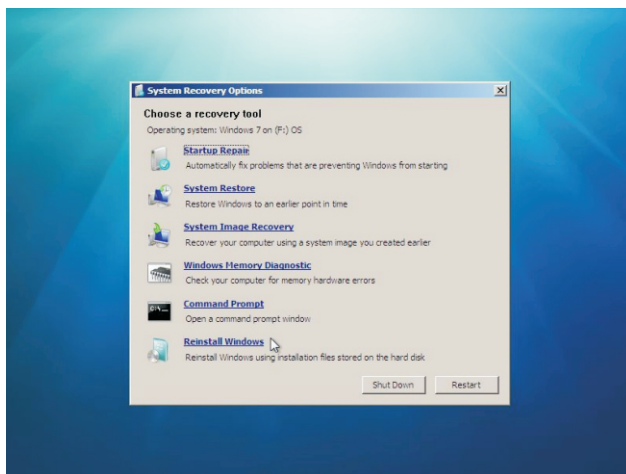 System Recovery Options
Choose a recovery tool
Operating system: Windows 7 on (F:) OS
Startup Repair
Automatically fix problems that are preventing Windows from starting
System Restore
Restore Windows to an earlier point in time
System Image Recovery
Recover your computer using a system image you created earlier
Windows Memory Diagnostic
Check your computer for memory hardware errors
Command Prompt
Open a command prompt window
Reinstall Windows
Reinstall Windows using installation files stored on the hard disk
Shut Down Restart